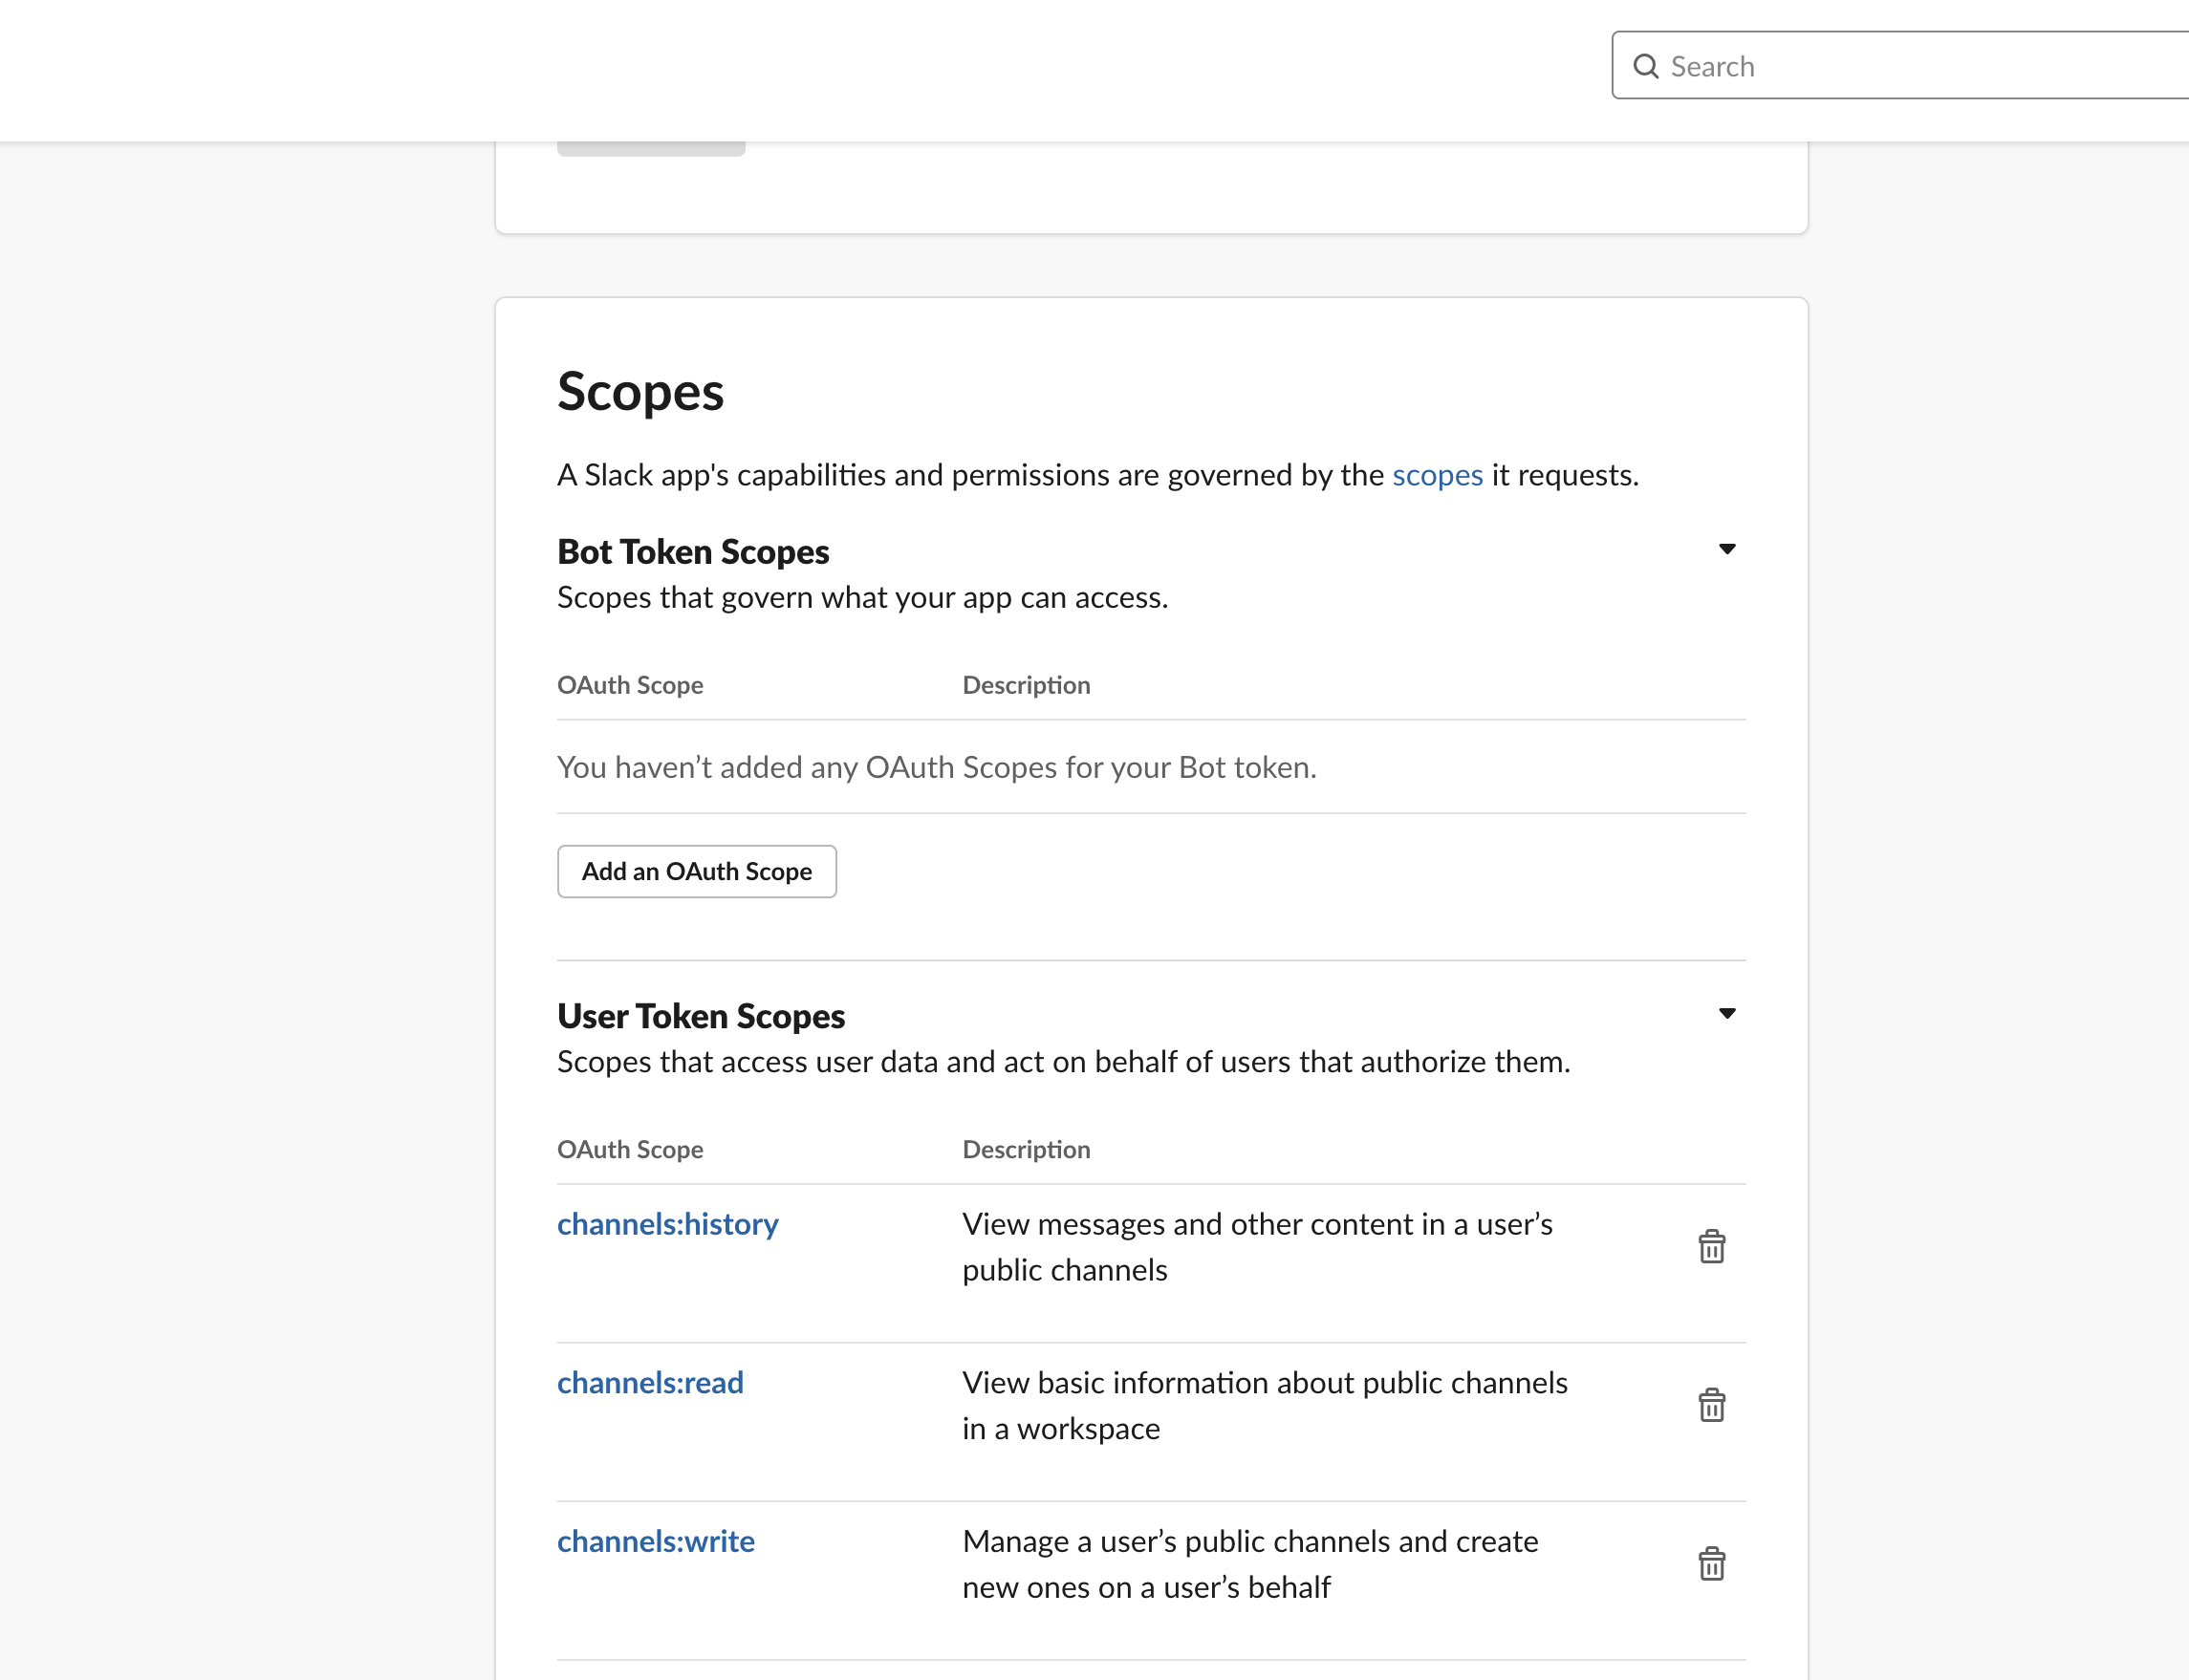 Search
Scopes
A Slack app's capabilities and permissions are governed by the scopes it requests.
Bot Token Scopes
Scopes that govern what your app can access.
OAuth Scope Description
You haven’t added any OAuth Scopes for your Bot token.
Add an OAuth Scope
User Token Scopes
Scopes that access user data and act on behalf of users that authorize them.
OAuth Scope Description
channels:history View messages and other content in a user’s
public channels
channels:read View basic information about public channels
in a workspace
channels:write Manage a user’s public channels and create
new ones on a user’s behalf